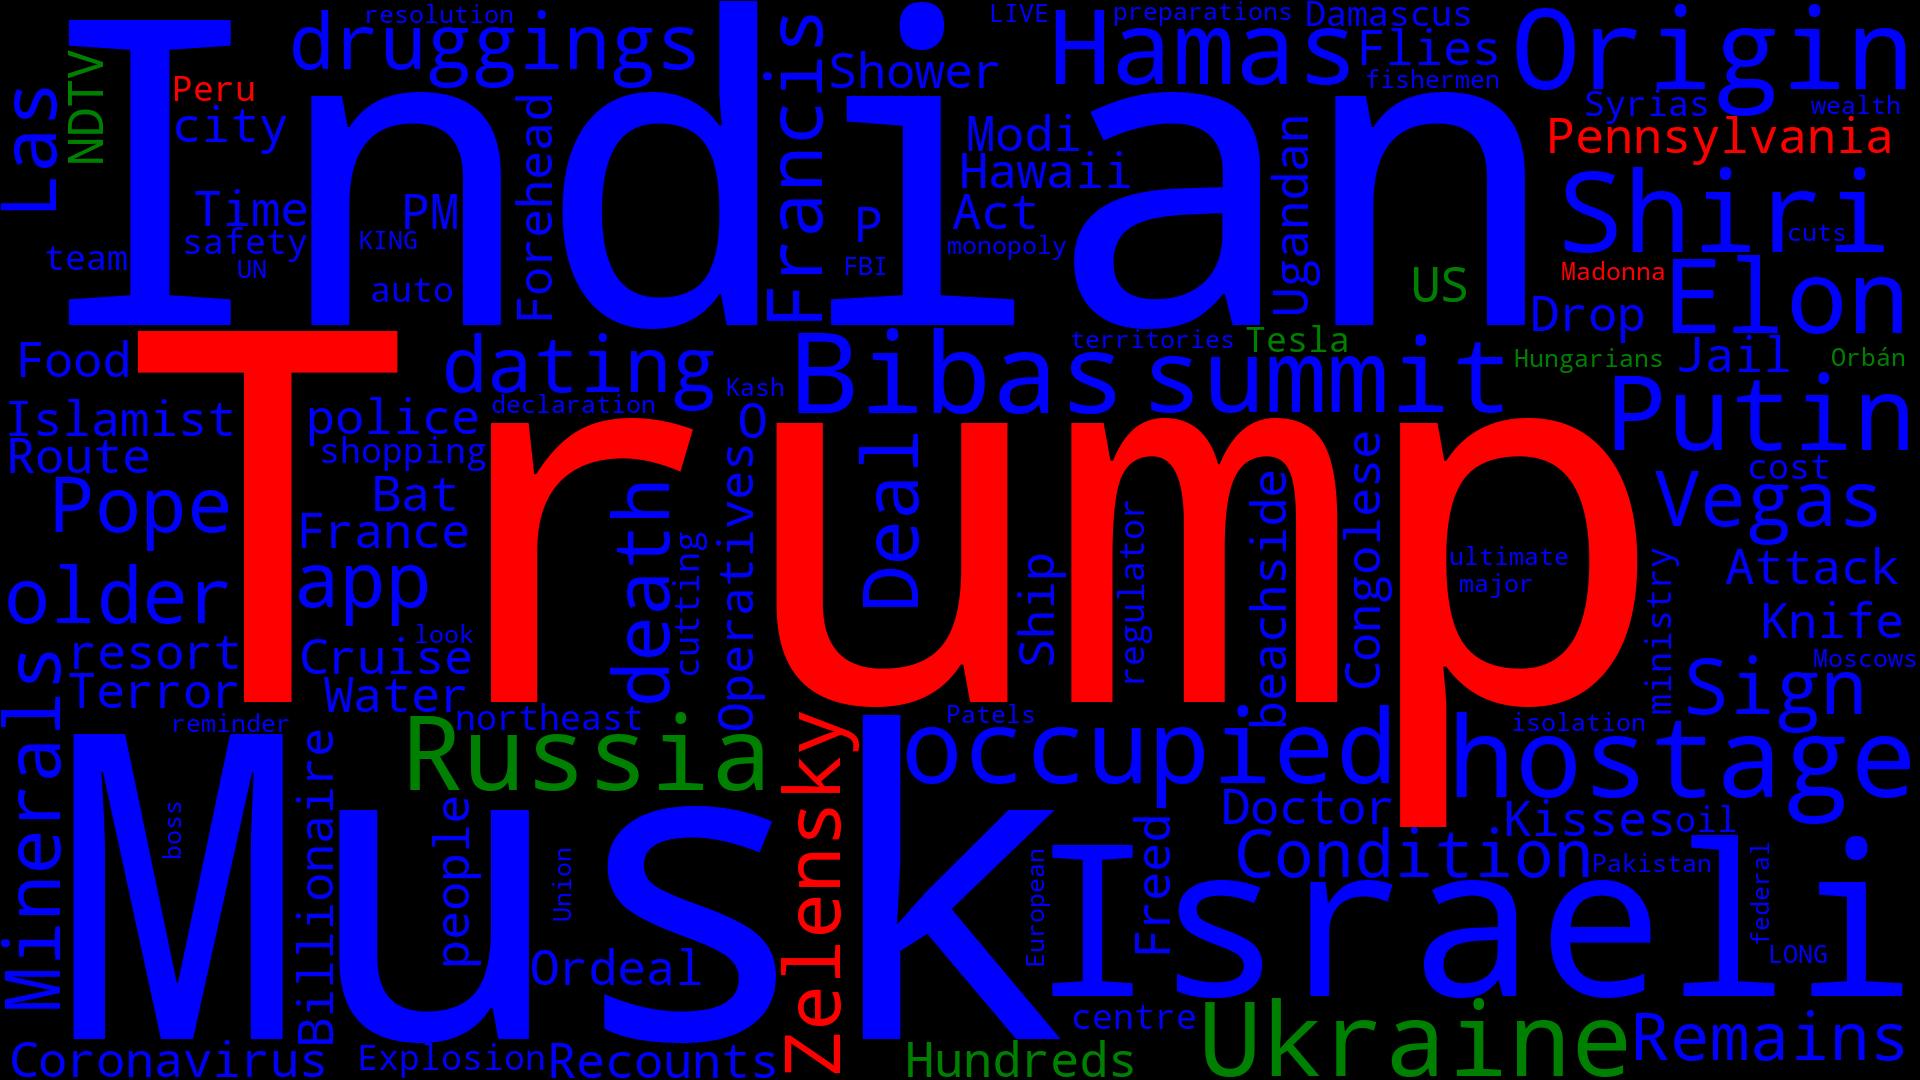 resolution
LIVE
preparations
Damascus
druggings
Hamas
Flies
Origin
fishermen
Shower
Las
NDTV
Peru
city
Indian
Francis
Forehead
Modi
Hawaii
Act
monopoly
Ugandan
Syrias
wealth
Pennsylvania
Time
PM
safety
KING
UN
team
auto
P
FBI
US
Shiri
cuts
Madonna
Elon
Drop
Food
dating
Kash
declaration
Bibas
territories
Tesla
summit
Hungarians
Jail
Orbán
Putin
Islamist
Route
police
shopping
O
Trump
Pope
Bat
France
app
death
cutting
Operatives
Deal
Ship
regulator
beachside
Congolese
ultimate
major
cost
Vegas
Attack
Knife
ministry
Moscows
Sign
older
resort
Terror
look
Cruise
Water
Minerals
reminder
northeast
Russia
Zelensky
Patels
occupied
isolation
hostage
Musk
boss
Billionaire
people
Union
Ordeal
European
Freed
Doctor
Kisses
oil
Condition
Pakistan
Israeli
federal
LONG
centre
Coronavirus
Explosion
Recounts
Hundreds
Ukraine
Remains